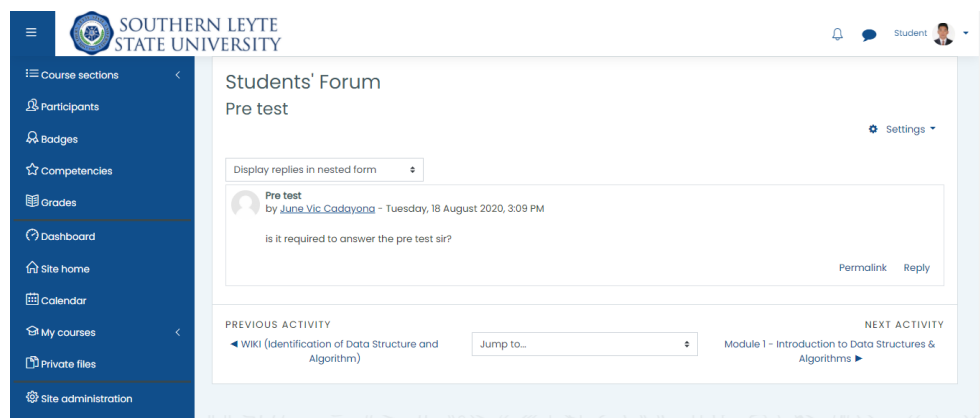 SOUTHERN LEYTE
STATE UNIVERSITY
Student
Course sections
Participants
Badges
Competencies
Grades
Dashboard
Site home
Calendar
My courses
Private files
Site administration
Students' Forum
Pre test
Settings
Display replies in nested form
Pre test
by June Vic Cadayona - Tuesday, 18 August 2020, 3:09 PM
is it required to answer the pre test sir?
Permalink Reply
PREVIOUS ACTIVITY
◄ WIKI (Identification of Data Structure and
Algorithm)
Jump to...
NEXT ACTIVITY
Module 1 - Introduction to Data Structures &
Algorithms ►